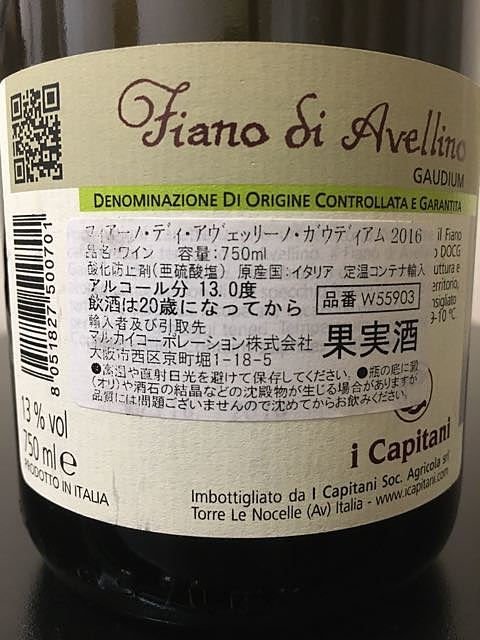 Fiano di Avellino
GAUDIUM
DENOMINAZIONE DI ORIGINE CONTROLLATA E GARANTITA
フィアーノ・ディ・アヴェッリーノ・ガウディアム 2016
品名:ワイン 容量:750ml
酸化防止剤(亜硫酸塩) 原産国:イタリア 定温コンテナ輸入
アルコール分 13.0度
飲酒は20歳になってから
品番 W55903
輸入者及び引取先
マルカイコーポレーション株式会社
大阪市西区京町堀1-18-5
果実酒
●高温や直射日光を避けて保存してください。●瓶の底に澱
(オリ)や酒石の結晶などの沈殿物が生じる場合がありますが
品質には問題ございませんので沈めてからお飲みください。
il Fiano
DOCG
uttura e
erritorio,
nsigliato
9-10 °C
8 051827 500701
13 % vol
750 ml e
PRODOTTO IN ITALIA
i Capitani
Imbottigliato da I Capitani Soc. Agricola srl
Torre Le Nocelle (Av) Italia - www.icapitani.com